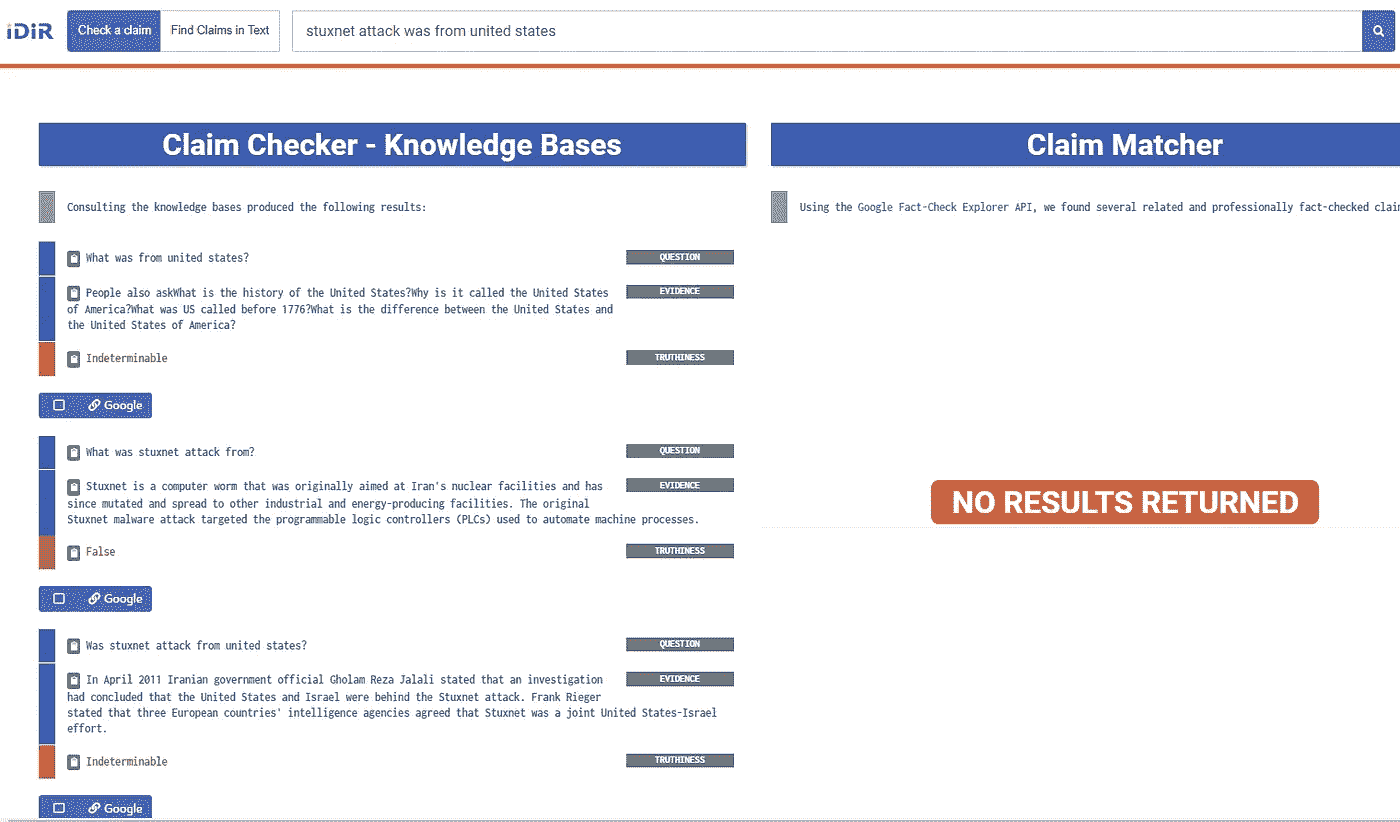 iDiR
Check a claim
Find Claims in Text
stuxnet attack was from united states
Claim Checker - Knowledge Bases
Consulting the knowledge bases produced the following results:
What was from united states?
QUESTION
People also askWhat is the history of the United States?Why is it called the United States
of America?What was US called before 1776?What is the difference between the United States and
the United States of America?
EVIDENCE
Indeterminable
TRUTHINESS
Google
What was stuxnet attack from?
QUESTION
Stuxnet is a computer worm that was originally aimed at Iran's nuclear facilities and has
since mutated and spread to other industrial and energy-producing facilities. The original
Stuxnet malware attack targeted the programmable logic controllers (PLCs) used to automate machine processes.
EVIDENCE
False
TRUTHINESS
Google
Was stuxnet attack from united states?
QUESTION
In April 2011 Iranian government official Gholam Reza Jalali stated that an investigation
had concluded that the United States and Israel were behind the Stuxnet attack. Frank Rieger
stated that three European countries' intelligence agencies agreed that Stuxnet was a joint United States-Israel
effort.
EVIDENCE
Indeterminable
TRUTHINESS
Google
Claim Matcher
Using the Google Fact-Check Explorer API, we found several related and professionally fact-checked
NO RESULTS RETURNED